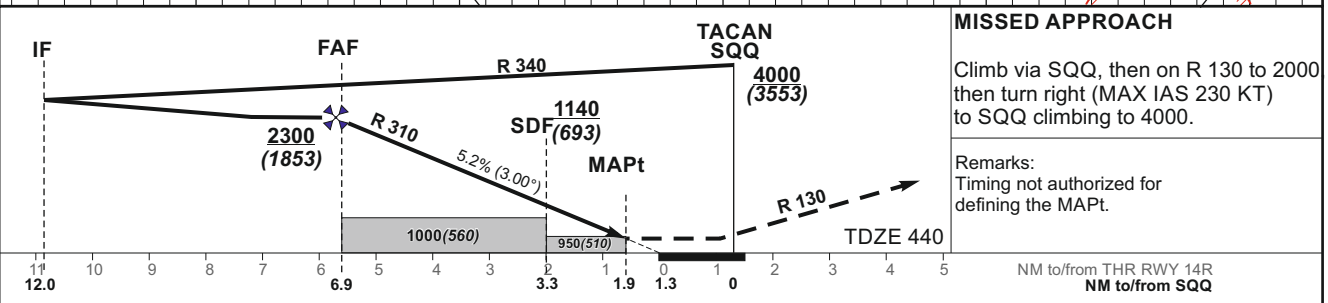 MISSED APPROACH
Climb via SQQ, then on R 130 to 2000,
then turn right (MAX IAS 230 KT)
to SQQ climbing to 4000.
Remarks:
Timing not authorized for
defining the MAPt.
IF
FAF
TACAN
SQQ
R 340
4000
(3553)
2300
(1853)
R 310
5.2% (3.00°)
SDF
1140
(693)
MAPt
R 130
1000(560)
950(510)
TDZE 440
11 10 9 8 7 6 5 4 3 2 1 0 1 2 3 4 5
NM to/from THR RWY 14R
12.0 6.9 3.3 1.9 1.3 0
NM to/from SQQ